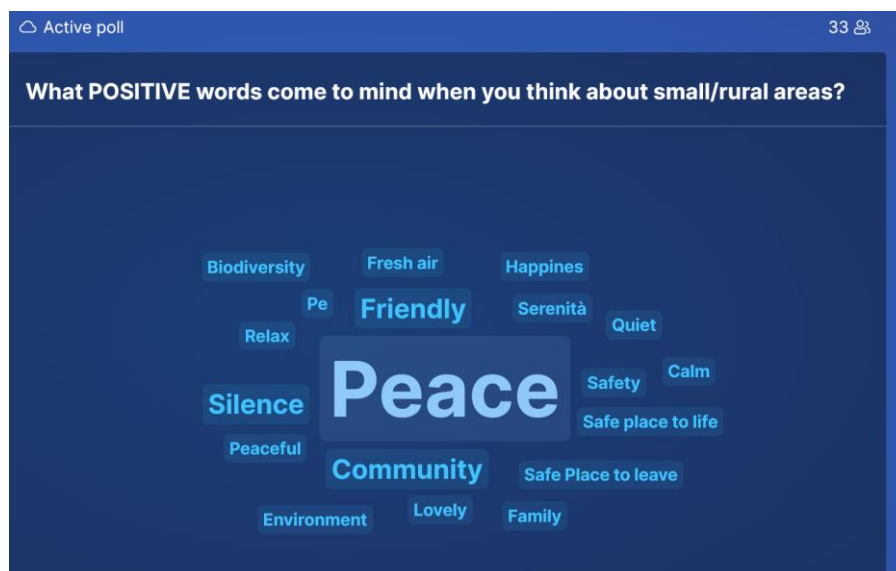 Active poll
33
What POSITIVE words come to mind when you think about small/rural areas?
Biodiversity
Fresh air
Happines
Pe
Friendly
Serenità
Quiet
Relax
Peace
Calm
Safety
Silence
Safe place to life
Peaceful
Community
Safe Place to leave
Lovely
Family
Environment